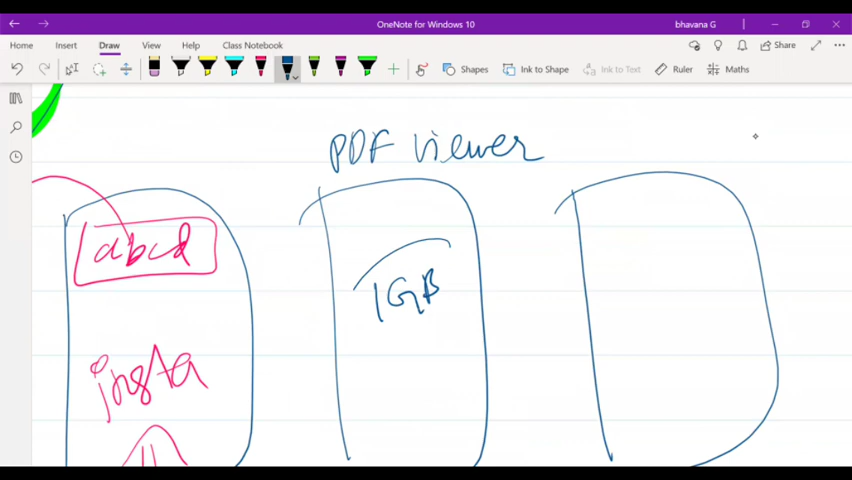 OneNote for Windows 10
bhavana G
Home Insert Draw View Help Class Notebook
Share
Shapes Ink to Shape Ink to Text Ruler Maths
PDF viewer
abcd
1GB
insta